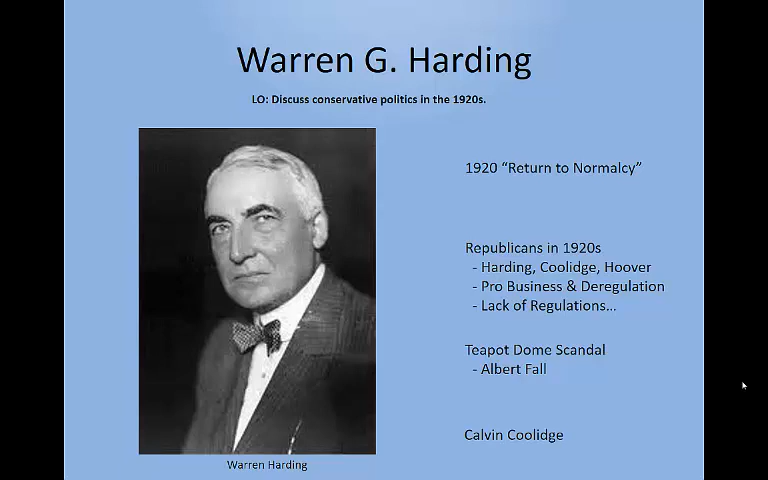 Warren G. Harding
LO: Discuss conservative politics in the 1920s.
1920 “Return to Normalcy”
Republicans in 1920s
- Harding, Coolidge, Hoover
- Pro Business & Deregulation
- Lack of Regulations…
Teapot Dome Scandal
- Albert Fall
Calvin Coolidge
Warren Harding